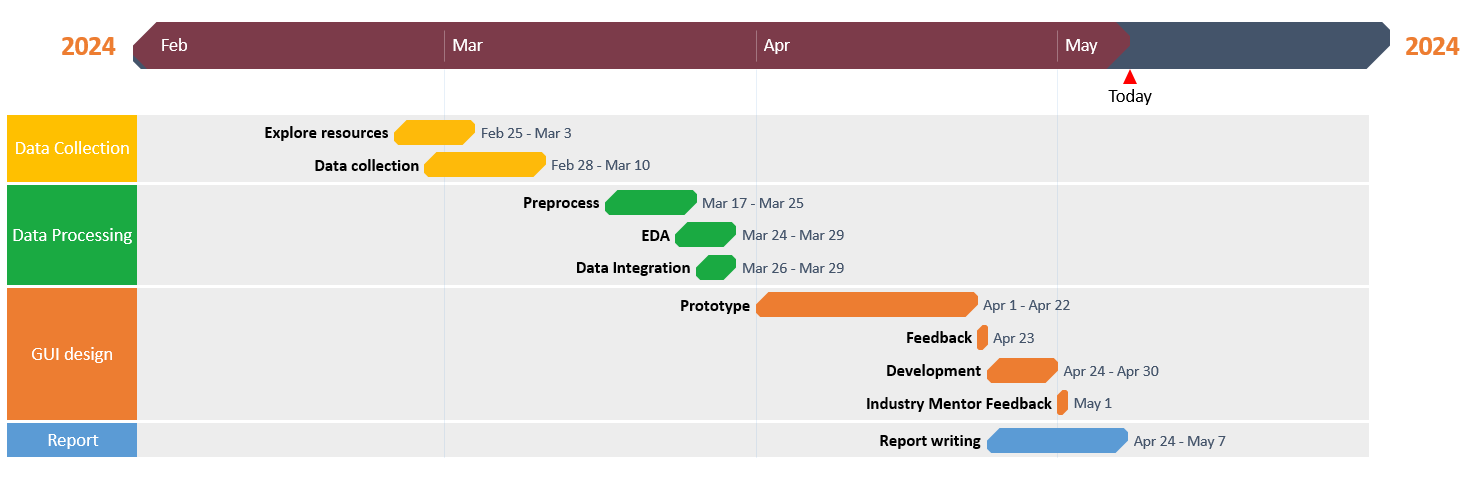 2024
Feb
Mar
Apr
May
2024
Today
Data Collection
Explore resources
Feb 25 - Mar 3
Data collection
Feb 28 - Mar 10
Data Processing
Preprocess
Mar 17 - Mar 25
EDA
Mar 24 - Mar 29
Data Integration
Mar 26 - Mar 29
GUI design
Prototype
Apr 1 - Apr 22
Feedback
Apr 23
Development
Apr 24 - Apr 30
Industry Mentor Feedback
May 1
Report
Report writing
Apr 24 - May 7